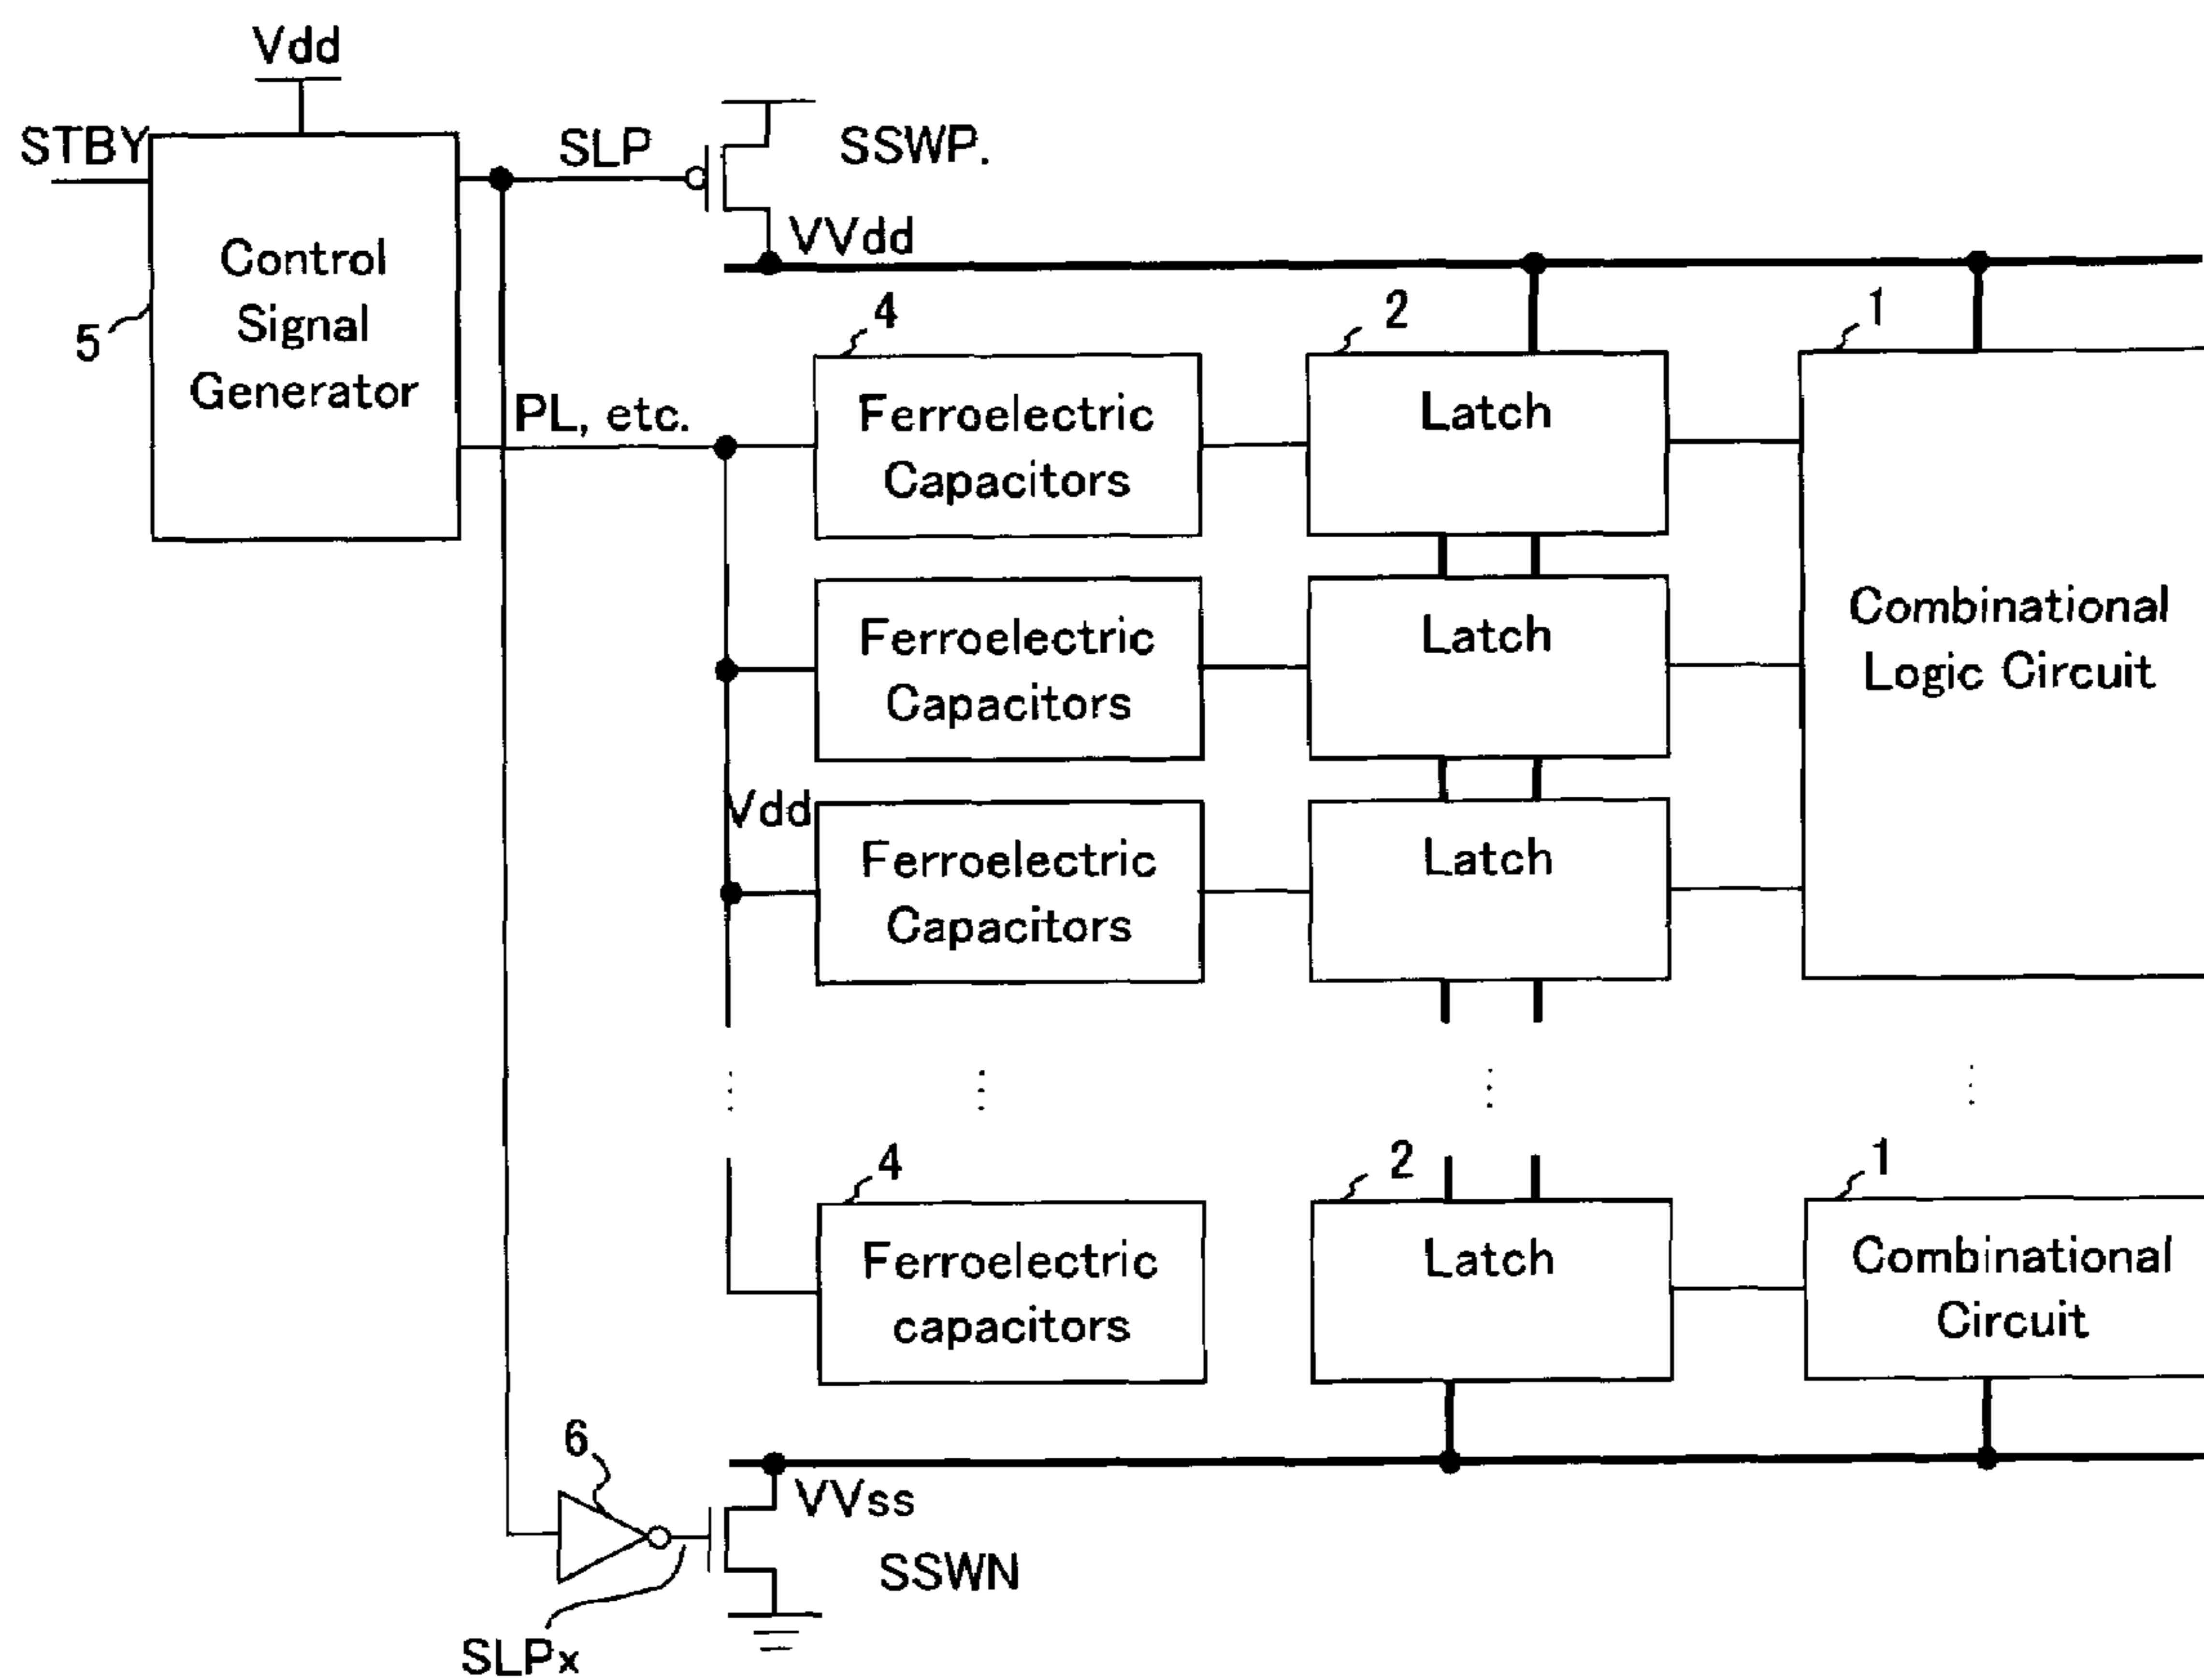 Vdd
STBY
SLP
SSWP.
VVdd
Control
Signal
Generator
5
4
2
1
PL, etc.
Ferroelectric
Capacitors
Latch
Combinational
Logic Circuit
Ferroelectric
Capacitors
Latch
Vdd
Ferroelectric
Capacitors
Latch
4
2
1
Ferroelectric
capacitors
Latch
Combinational
Circuit
6
VVss
SSWN
SLPx